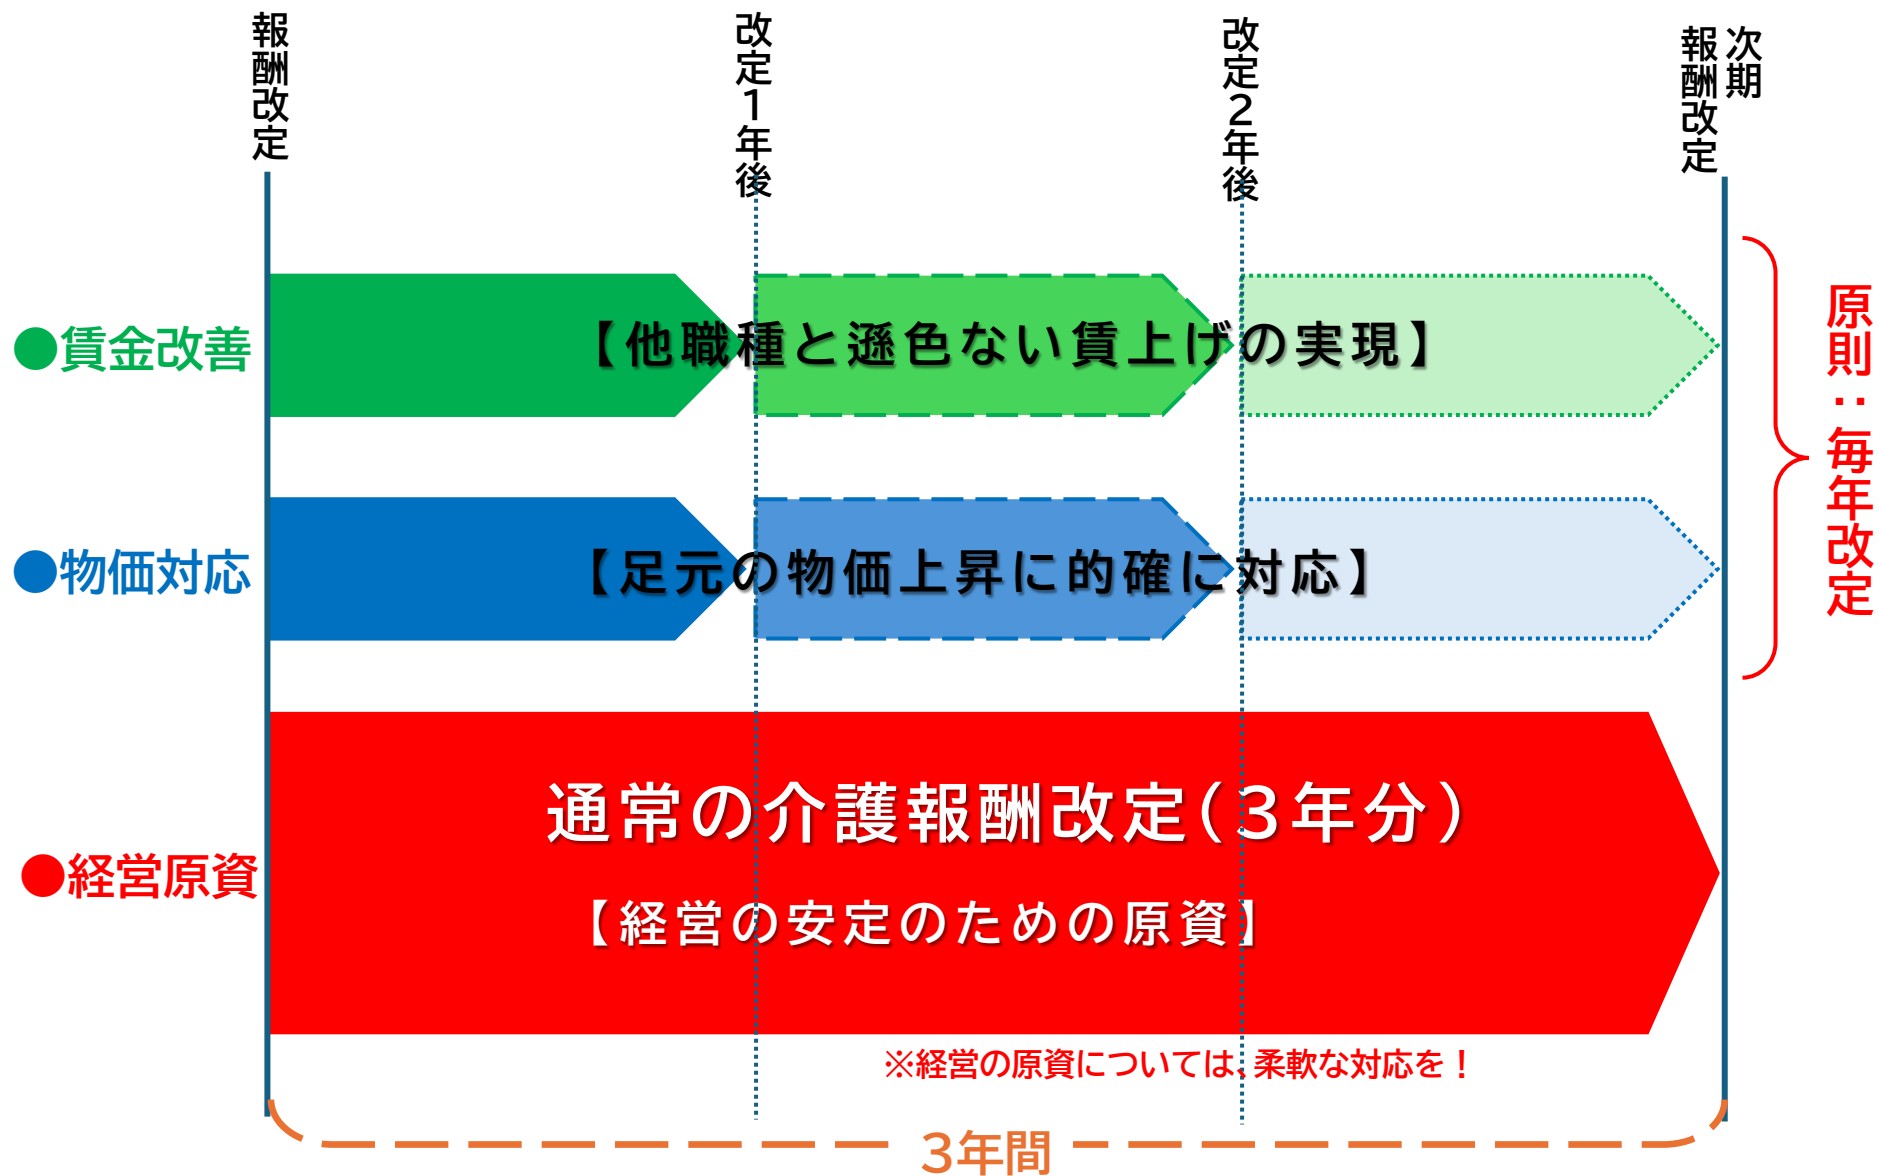 報酬改定
改定1年後
改定2年後
次期
報酬改定
●賃金改善
【他職種と遜色ない賃上げの実現】
●物価対応
【足元の物価上昇に的確に対応】
原則：毎年改定
●経営原資
通常の介護報酬改定（3年分）
【経営の安定のための原資】
※経営の原資については、柔軟な対応を！
3年間